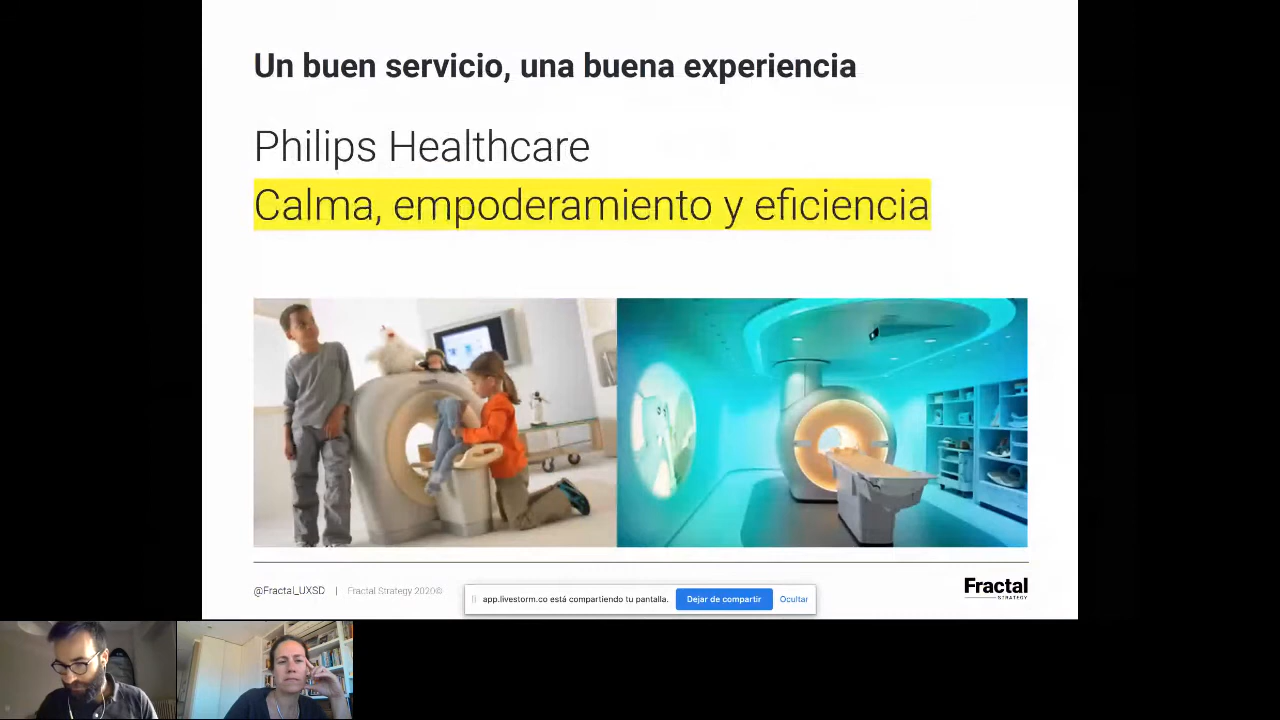 Un buen servicio, una buena experiencia
Philips Healthcare
Calma, empoderamiento y eficiencia
@Fractal_UXSD | Fractal Strategy 2020©
app.livestorm.co está compartiendo tu pantalla. Dejar de compartir Ocultar
Fractal
STRATEGY